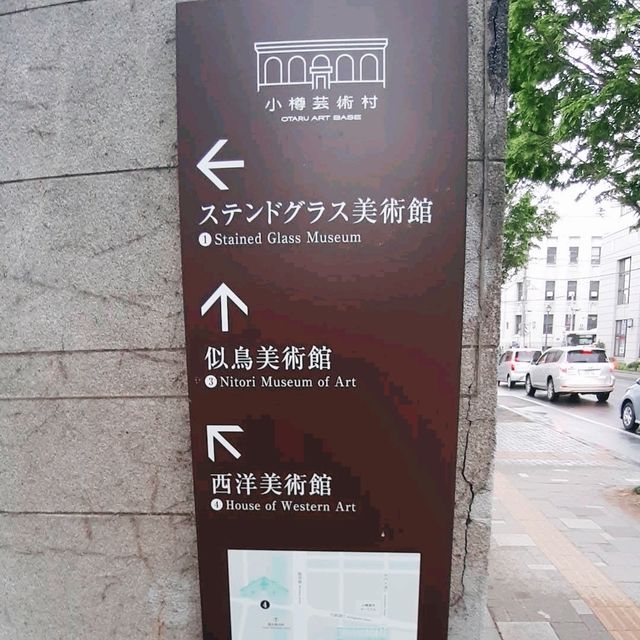 小樽芸術村
OTARU ART BASE
ステンドグラス美術館
1 Stained Glass Museum
似鳥美術館
3 Nitori Museum of Art
西洋美術館
4 House of Western Art
4